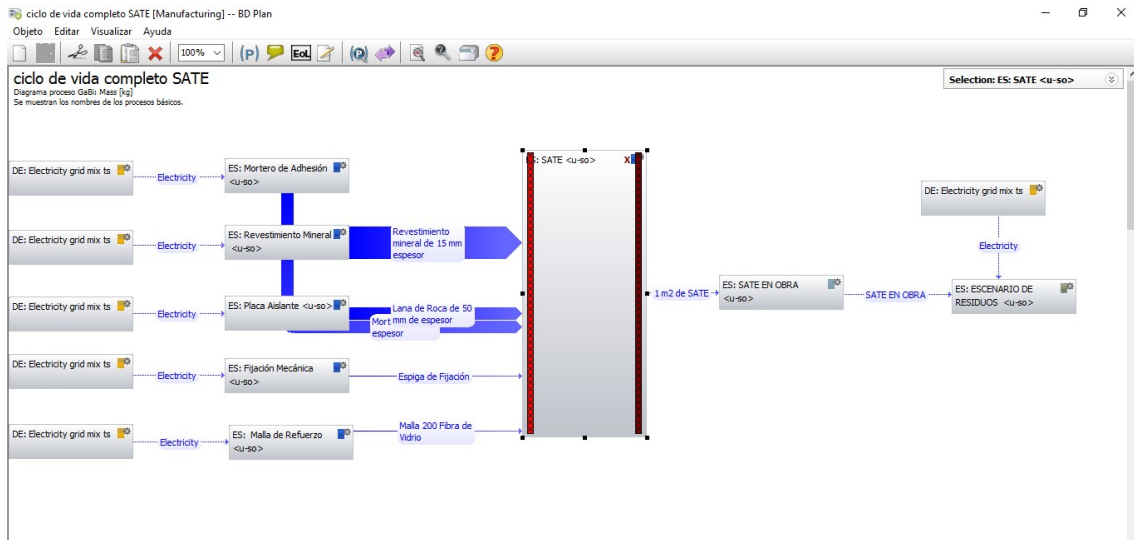 ciclo de vida completo SATE [Manufacturing] -- BD Plan
Objeto Editar Visualizar Ayuda
100% (P) EoL
ciclo de vida completo SATE
Diagrama proceso GaBi: Mass [kg]
Se muestran los nombres de los procesos básicos.
Selection: ES: SATE <u-so>
DE: Electricity grid mix ts
Electricity
ES: Mortero de Adhesión
<u-so>
DE: Electricity grid mix ts
Electricity
ES: Revestimiento Mineral
<u-so>
Revestimiento
mineral de 15 mm
espesor
DE: Electricity grid mix ts
Electricity
ES: Placa Aislante <u-so>
Lana de Roca de 50
mm de espesor
Mort
espesor
DE: Electricity grid mix ts
Electricity
ES: Fijación Mecánica
<u-so>
Espiga de Fijación
DE: Electricity grid mix ts
Electricity
ES: Malla de Refuerzo
<u-so>
Malla 200 Fibra de
Vidrio
ES: SATE <u-so>
X
1 m2 de SATE
ES: SATE EN OBRA
<u-so>
SATE EN OBRA
DE: Electricity grid mix ts
Electricity
ES: ESCENARIO DE
RESIDUOS <u-so>